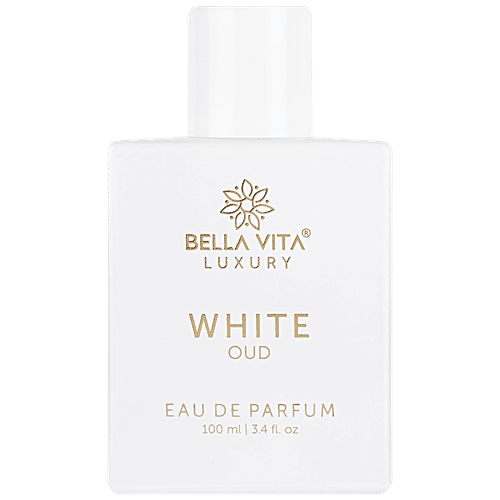 BELLA VITA®
LUXURY
WHITE
OUD
EAU DE PARFUM
100 ml | 3.4 fl. oz